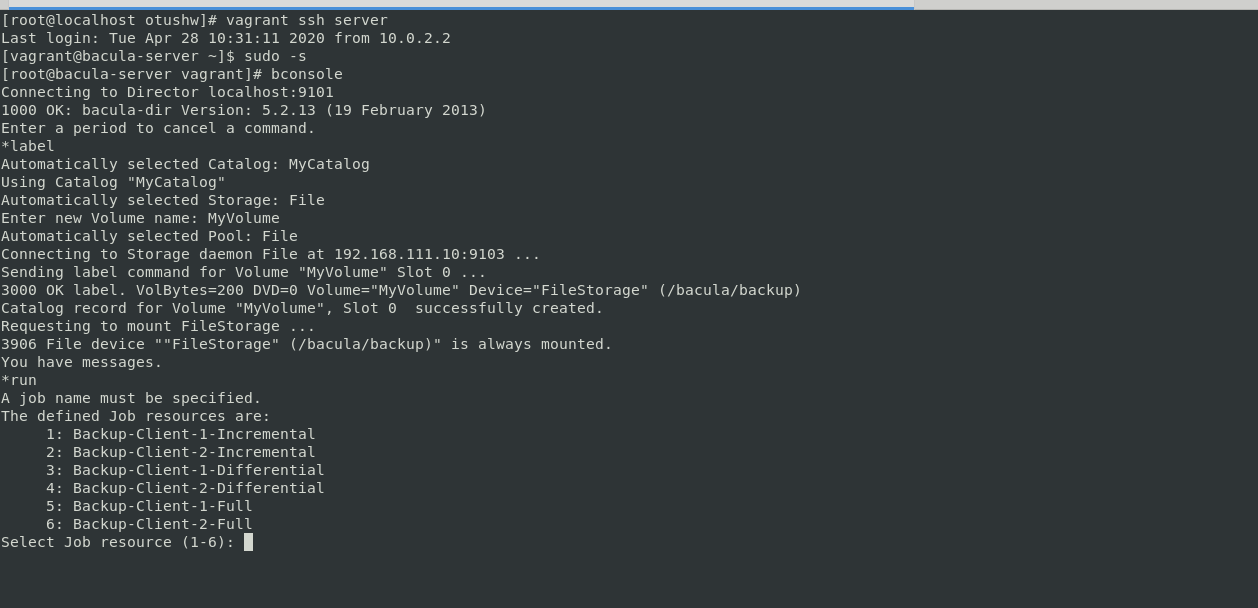 [root@localhost otushw]# vagrant ssh server
Last login: Tue Apr 28 10:31:11 2020 from 10.0.2.2
[vagrant@bacula-server ~]$ sudo -s
[root@bacula-server vagrant]# bconsole
Connecting to Director localhost:9101
1000 OK: bacula-dir Version: 5.2.13 (19 February 2013)
Enter a period to cancel a command.
*label
Automatically selected Catalog: MyCatalog
Using Catalog "MyCatalog"
Automatically selected Storage: File
Enter new Volume name: MyVolume
Automatically selected Pool: File
Connecting to Storage daemon File at 192.168.111.10:9103 ...
Sending label command for Volume "MyVolume" Slot 0 ...
3000 OK label. VolBytes=200 DVD=0 Volume="MyVolume" Device="FileStorage" (/bacula/backup)
Catalog record for Volume "MyVolume", Slot 0  successfully created.
Requesting to mount FileStorage ...
3906 File device ""FileStorage" (/bacula/backup)" is always mounted.
You have messages.
*run
A job name must be specified.
The defined Job resources are:
     1: Backup-Client-1-Incremental
     2: Backup-Client-2-Incremental
     3: Backup-Client-1-Differential
     4: Backup-Client-2-Differential
     5: Backup-Client-1-Full
     6: Backup-Client-2-Full
Select Job resource (1-6):